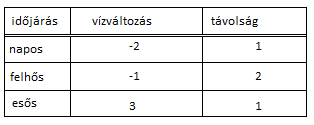 időjárás vízváltozás távolság
napos -2 1
felhős -1 2
esős 3 1